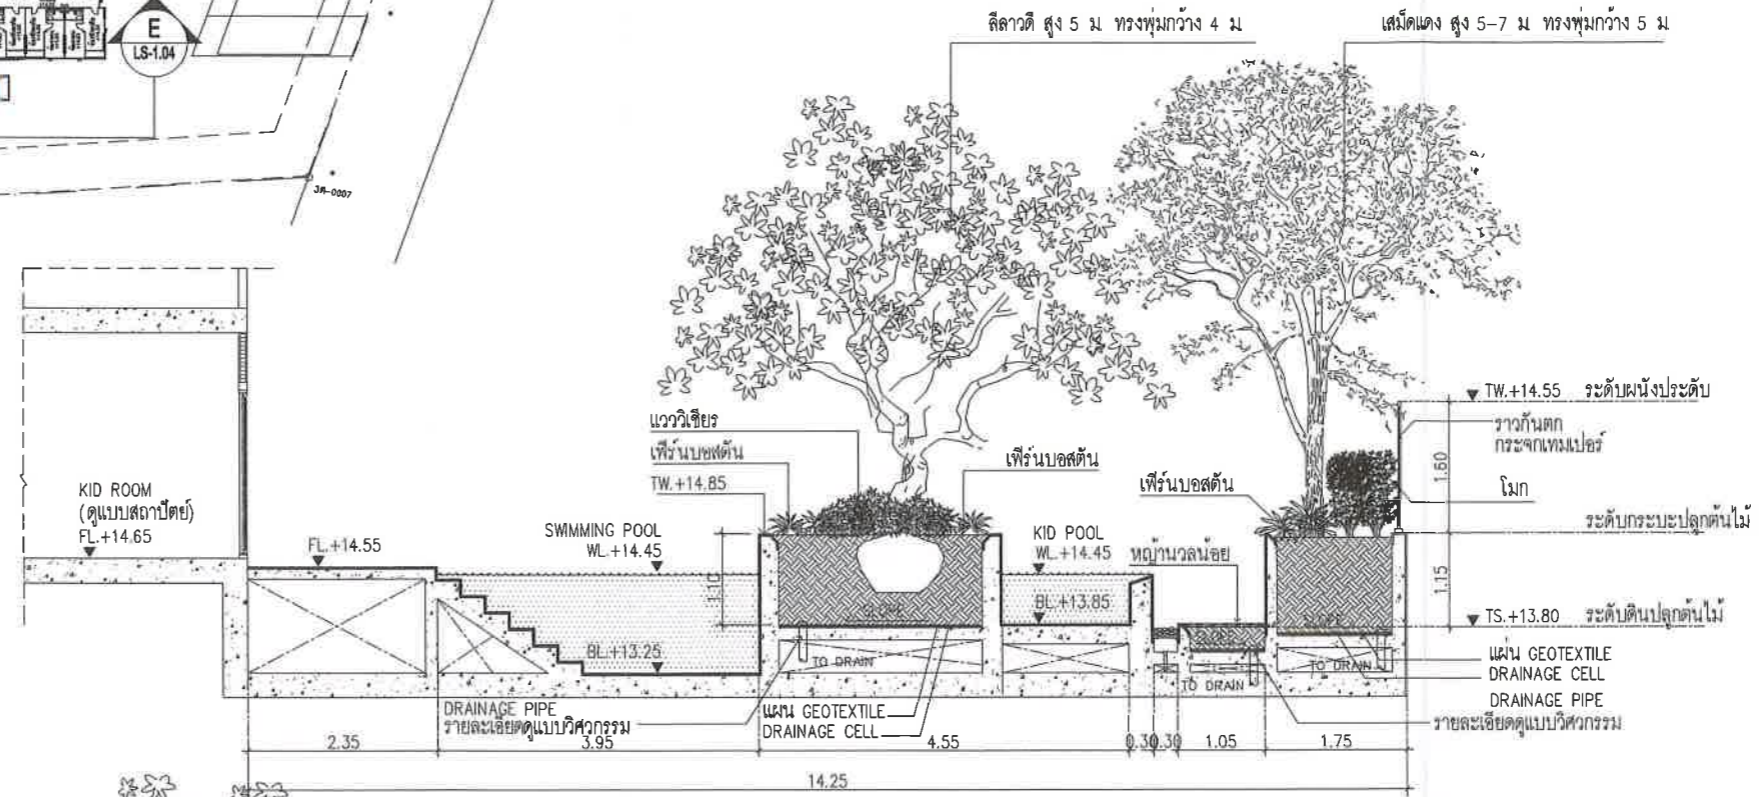 E
LS-1.04
ลีลาวดี สูง 5 ม. ทรงพุ่มกว้าง 4 ม.
เสม็ดแดง สูง 5-7 ม. ทรงพุ่มกว้าง 5 ม.
3ศ-0007
แววิเชียร
เฟิร์นบอสตัน
TW.+14.85
เฟิร์นบอสตัน
เฟิร์นบอสตัน
TW.+14.55 ระดับผนังประดับ
ราวกันตก
กระจกเทมเปอร์
1.60
โมก
ระดับกระบะปลูกต้นไม้
KID ROOM
(ดูแบบสถาปัตย์)
FL.+14.65
FL.+14.55
SWIMMING POOL
WL.+14.45
KID POOL
WL.+14.45
หญ้านวลน้อย
1.10
1.15
BL.+13.85
SLOPE
SLOPE
SLOPE
TS.+13.80 ระดับดินปลูกต้นไม้
BL.+13.25
TO DRAIN
TO DRAIN
TO DRAIN
แผ่น GEOTEXTILE
DRAINAGE CELL
DRAINAGE PIPE
รายละเอียดดูแบบวิศวกรรม
แผ่น GEOTEXTILE
DRAINAGE CELL
DRAINAGE PIPE
รายละเอียดดูแบบวิศวกรรม
2.35 3.95 4.55 0.30 0.30 1.05 1.75
14.25